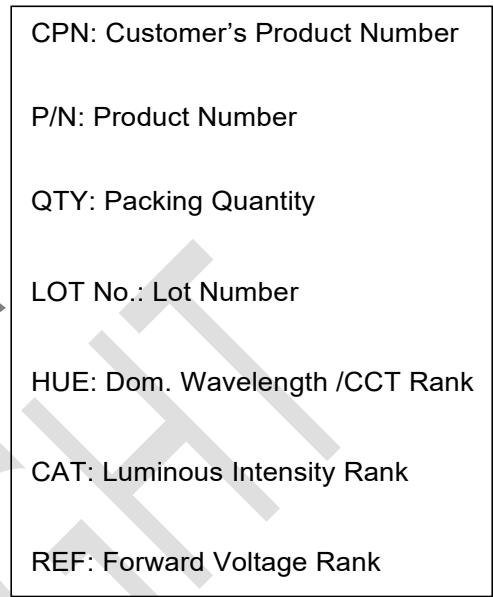 CPN: Customer’s Product Number
P/N: Product Number
QTY: Packing Quantity
LOT No.: Lot Number
HUE: Dom. Wavelength /CCT Rank
CAT: Luminous Intensity Rank
REF: Forward Voltage Rank